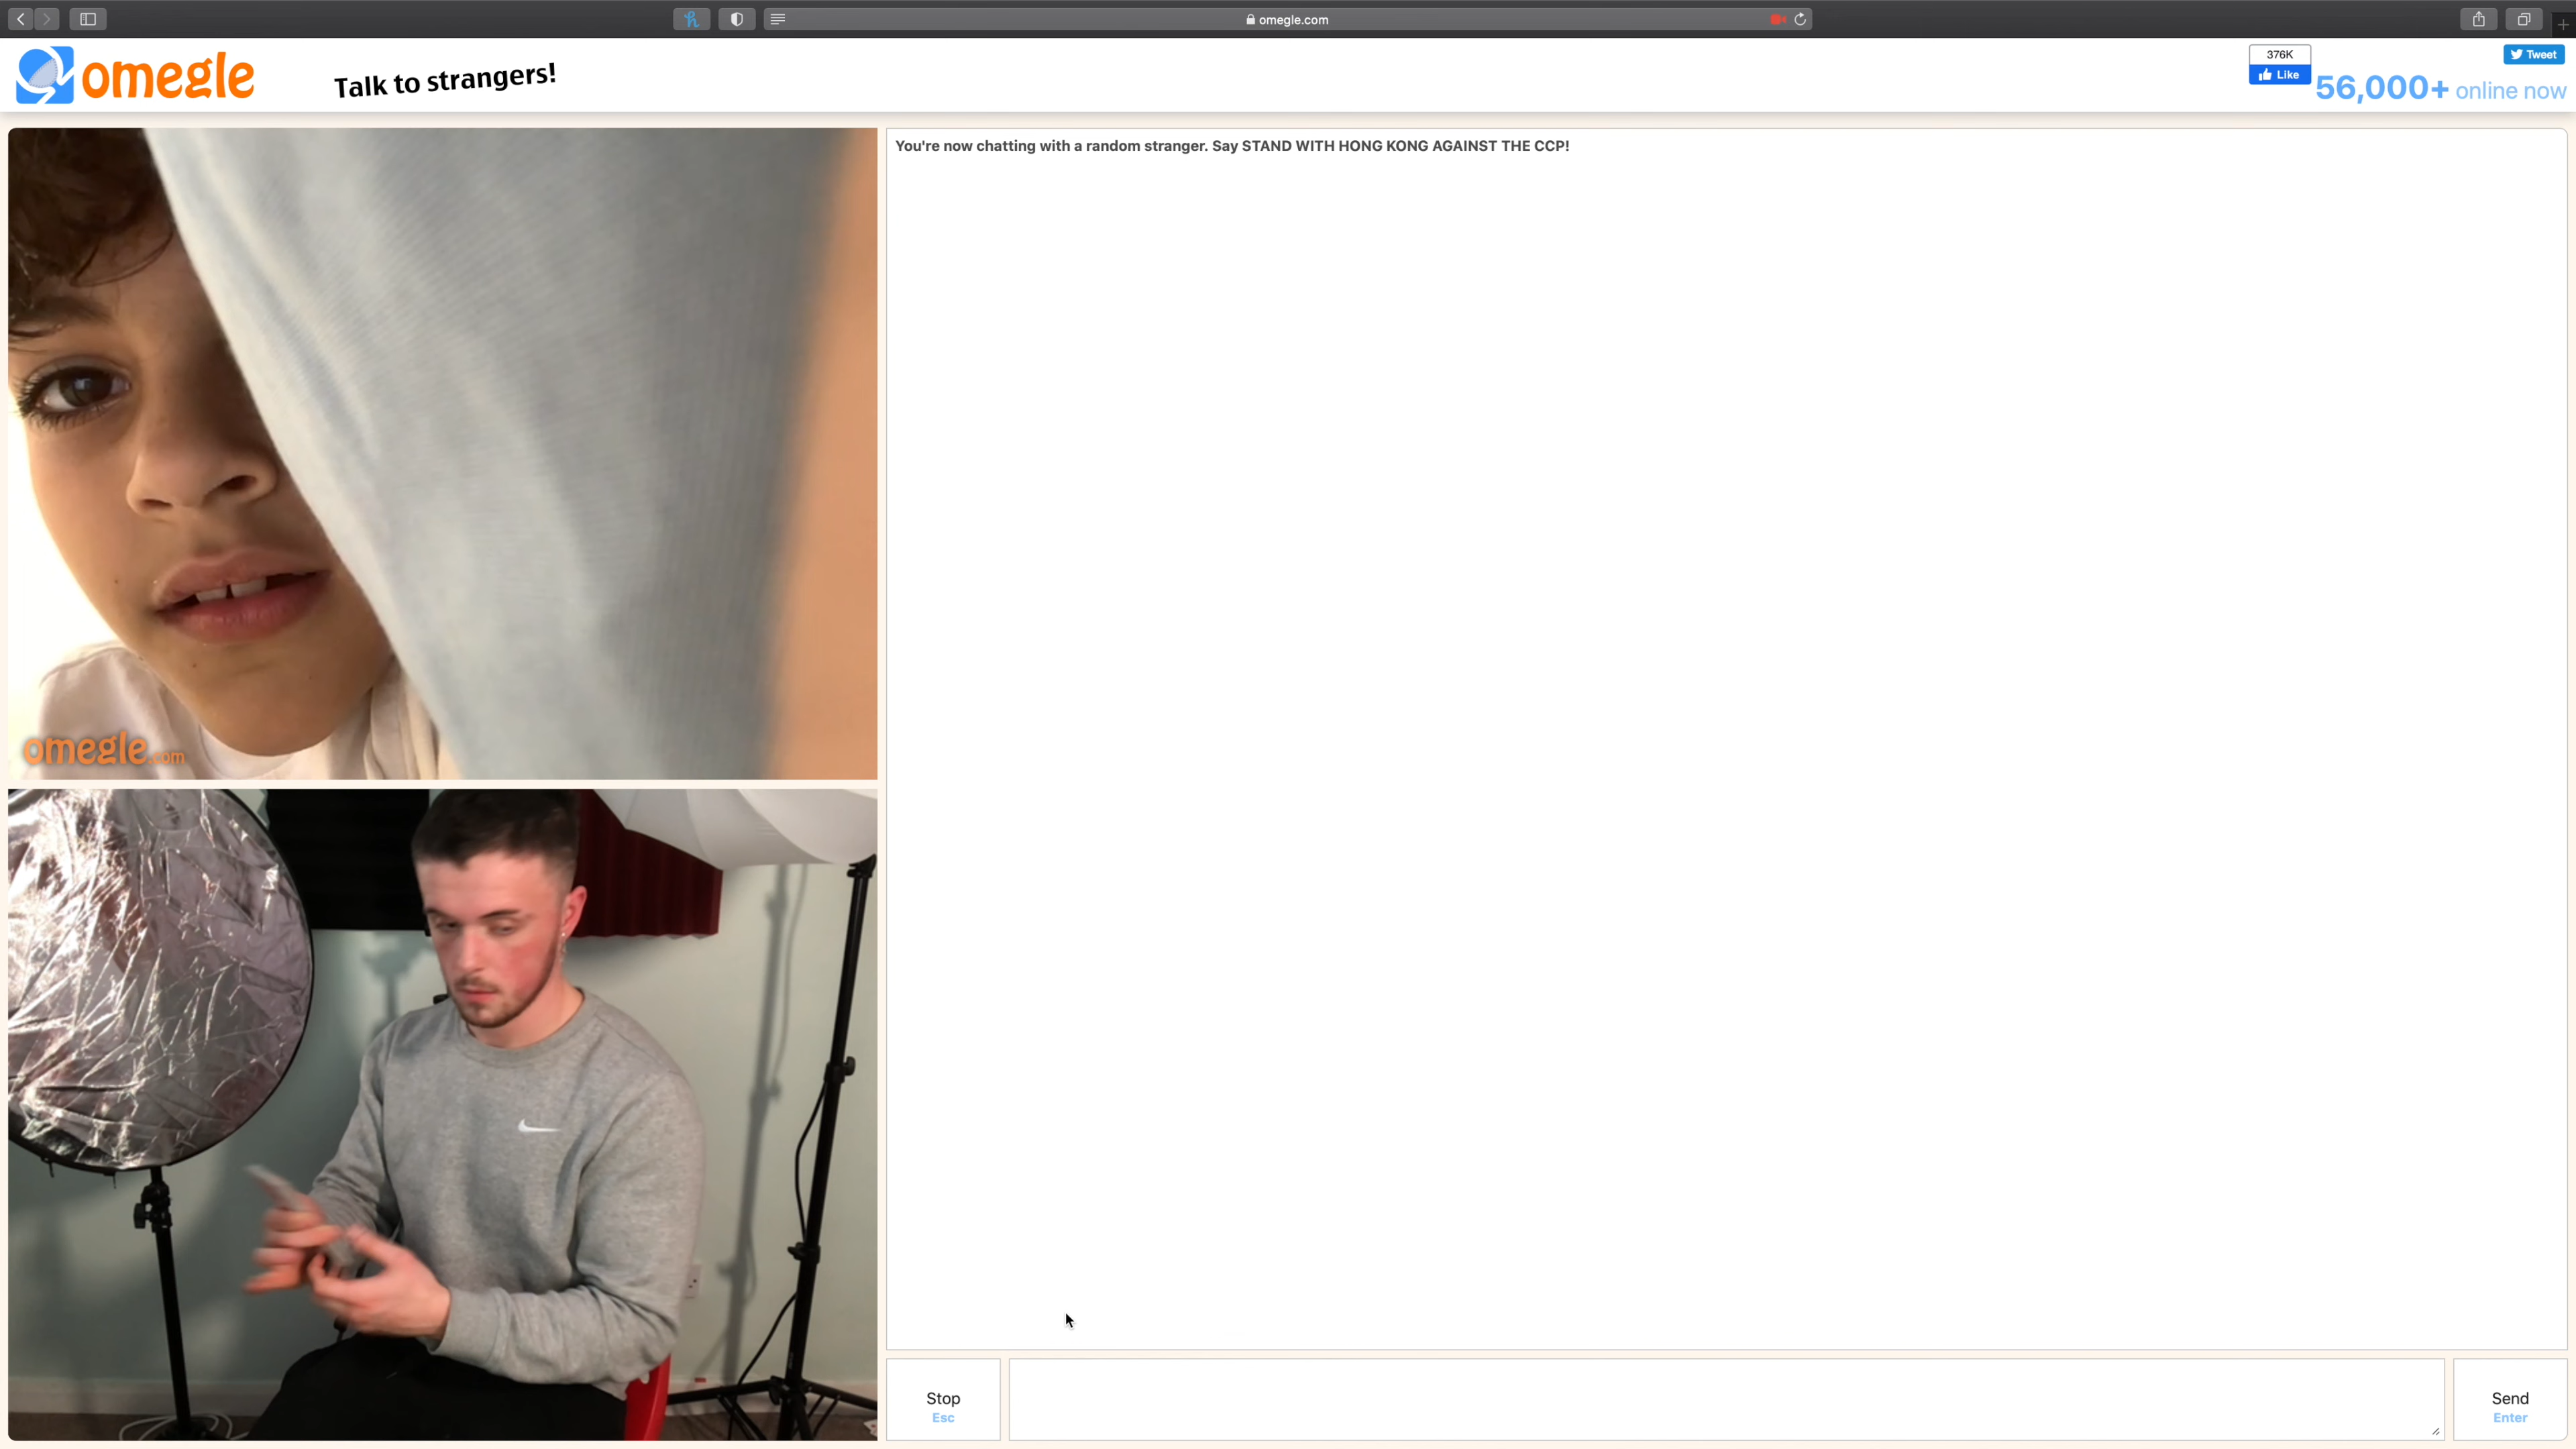 omegle.com
omegle
Talk to strangers!
376K
Like
Tweet
56,000+ online now
You're now chatting with a random stranger. Say STAND WITH HONG KONG AGAINST THE CCP!
omegle.com
Stop
Esc
Send
Enter